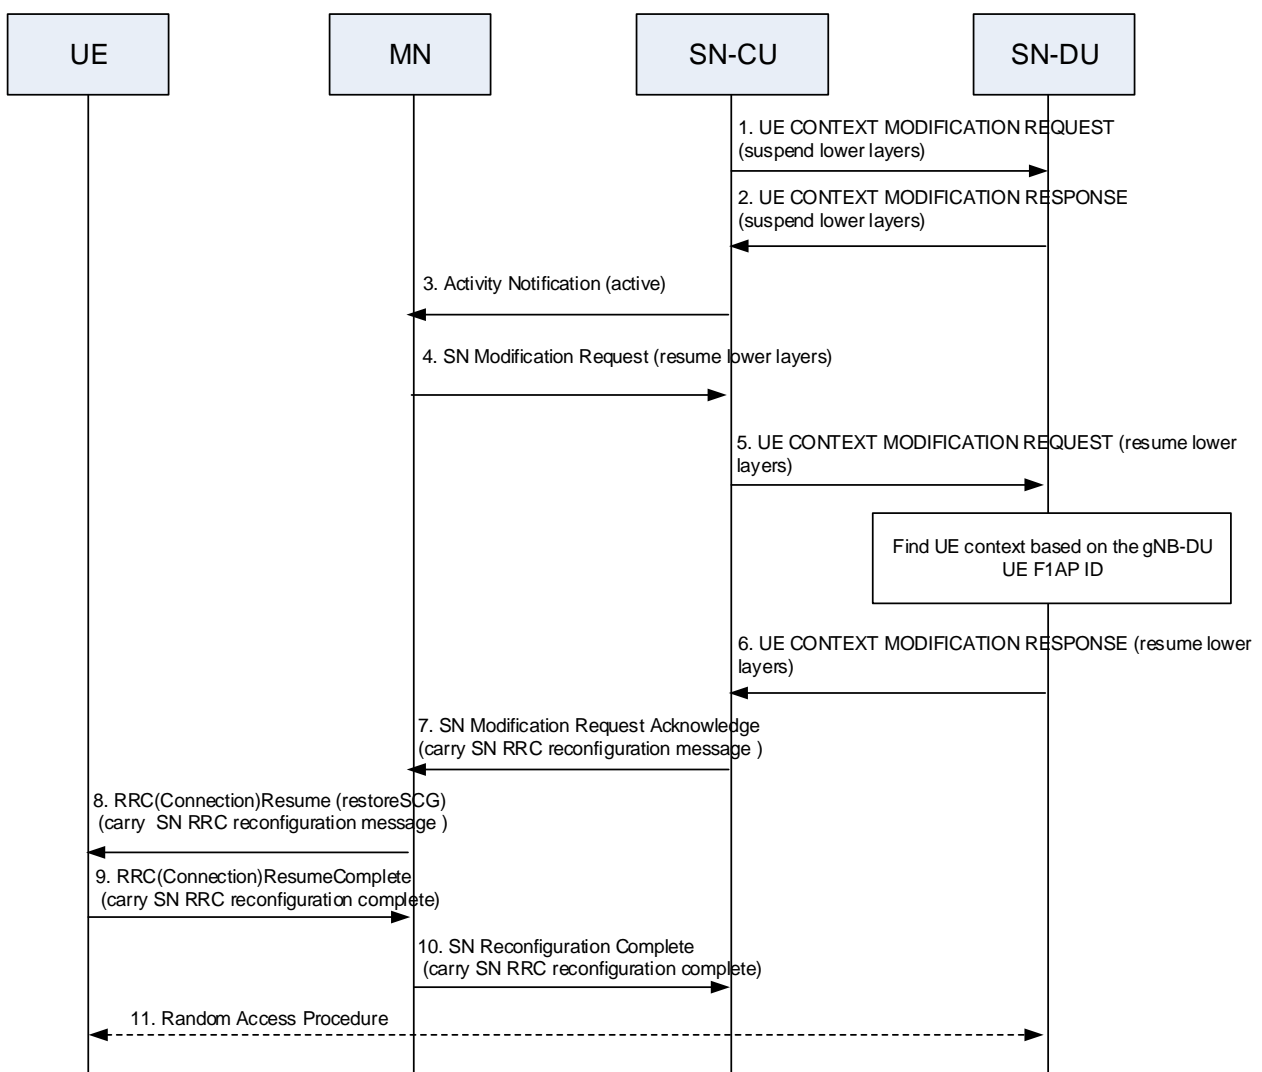 UE
MN
SN-CU
SN-DU
1. UE CONTEXT MODIFICATION REQUEST
(suspend lower layers)
2. UE CONTEXT MODIFICATION RESPONSE
(suspend lower layers)
3. Activity Notification (active)
4. SN Modification Request (resume lower layers)
5. UE CONTEXT MODIFICATION REQUEST (resume lower
layers)
Find UE context based on the gNB-DU
UE F1AP ID
6. UE CONTEXT MODIFICATION RESPONSE (resume lower
layers)
7. SN Modification Request Acknowledge
(carry SN RRC reconfiguration message )
8. RRC(Connection)Resume (restoreSCG)
(carry SN RRC reconfiguration message )
9. RRC(Connection)ResumeComplete
(carry SN RRC reconfiguration complete)
10. SN Reconfiguration Complete
(carry SN RRC reconfiguration complete)
11. Random Access Procedure